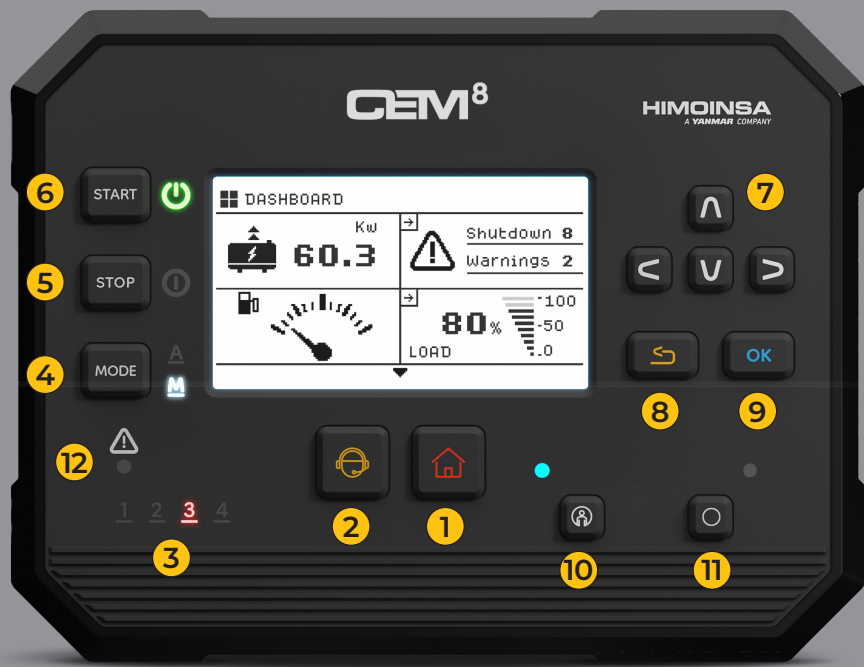 CEM8
HIMOINSA
A YANMAR COMPANY
6
START
5
STOP
4
MODE
A
M
DASHBOARD
Kw
60.3
Shutdown 8
Warnings 2
80%
LOAD
100
50
0
7
8
OK
9
12
1 2 3 4
3
2
1
10
11